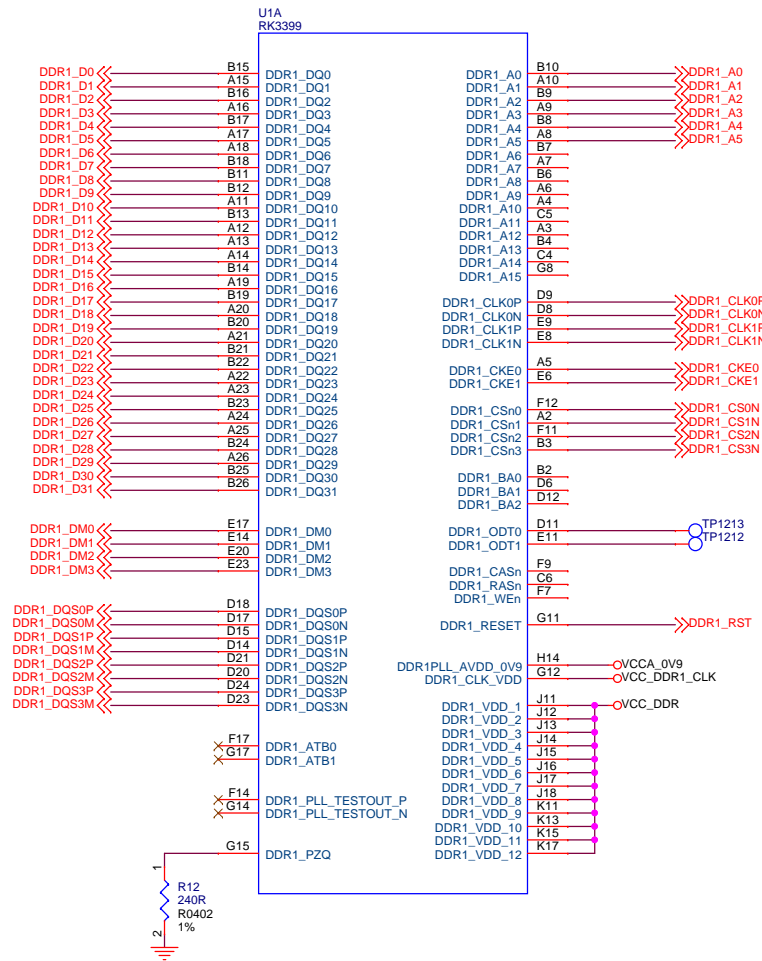 U1A
RK3399
DDR1_D0 B15 DDR1_DQ0
DDR1_D1 A15 DDR1_DQ1
DDR1_D2 B16 DDR1_DQ2
DDR1_D3 A16 DDR1_DQ3
DDR1_D4 B17 DDR1_DQ4
DDR1_D5 A17 DDR1_DQ5
DDR1_D6 A18 DDR1_DQ6
DDR1_D7 B18 DDR1_DQ7
DDR1_D8 B11 DDR1_DQ8
DDR1_D9 B12 DDR1_DQ9
DDR1_D10 A11 DDR1_DQ10
DDR1_D11 B13 DDR1_DQ11
DDR1_D12 A12 DDR1_DQ12
DDR1_D13 A13 DDR1_DQ13
DDR1_D14 A14 DDR1_DQ14
DDR1_D15 B14 DDR1_DQ15
DDR1_D16 A19 DDR1_DQ16
DDR1_D17 B19 DDR1_DQ17
DDR1_D18 A20 DDR1_DQ18
DDR1_D19 B20 DDR1_DQ19
DDR1_D20 A21 DDR1_DQ20
DDR1_D21 B21 DDR1_DQ21
DDR1_D22 B22 DDR1_DQ22
DDR1_D23 A22 DDR1_DQ23
DDR1_D24 A23 DDR1_DQ24
DDR1_D25 B23 DDR1_DQ25
DDR1_D26 A24 DDR1_DQ26
DDR1_D27 A25 DDR1_DQ27
DDR1_D28 B24 DDR1_DQ28
DDR1_D29 A26 DDR1_DQ29
DDR1_D30 B25 DDR1_DQ30
DDR1_D31 B26 DDR1_DQ31
DDR1_DM0 E17 DDR1_DM0
DDR1_DM1 E14 DDR1_DM1
DDR1_DM2 E20 DDR1_DM2
DDR1_DM3 E23 DDR1_DM3
DDR1_DQS0P D18 DDR1_DQS0P
DDR1_DQS0M D17 DDR1_DQS0N
DDR1_DQS1P D15 DDR1_DQS1P
DDR1_DQS1M D14 DDR1_DQS1N
DDR1_DQS2P D21 DDR1_DQS2P
DDR1_DQS2M D20 DDR1_DQS2N
DDR1_DQS3P D24 DDR1_DQS3P
DDR1_DQS3M D23 DDR1_DQS3N
F17 DDR1_ATB0
G17 DDR1_ATB1
F14 DDR1_PLL_TESTOUT_P
G14 DDR1_PLL_TESTOUT_N
G15 DDR1_PZQ
1
R12
240R
R0402
1%
2
DDR1_A0 B10 DDR1_A0
DDR1_A1 A10 DDR1_A1
DDR1_A2 B9 DDR1_A2
DDR1_A3 A9 DDR1_A3
DDR1_A4 B8 DDR1_A4
DDR1_A5 A8 DDR1_A5
DDR1_A6 B7
DDR1_A7 A7
DDR1_A8 B6
DDR1_A9 A6
DDR1_A10 A4
DDR1_A11 C5
DDR1_A12 A3
DDR1_A13 B4
DDR1_A14 C4
DDR1_A15 G8
DDR1_CLK0P D9 DDR1_CLK0P
DDR1_CLK0N D8 DDR1_CLK0N
DDR1_CLK1P E9 DDR1_CLK1P
DDR1_CLK1N E8 DDR1_CLK1N
DDR1_CKE0 A5 DDR1_CKE0
DDR1_CKE1 E6 DDR1_CKE1
DDR1_CSn0 F12 DDR1_CS0N
DDR1_CSn1 A2 DDR1_CS1N
DDR1_CSn2 F11 DDR1_CS2N
DDR1_CSn3 B3 DDR1_CS3N
DDR1_BA0 B2
DDR1_BA1 D6
DDR1_BA2 D12
DDR1_ODT0 D11 TP1213
DDR1_ODT1 E11 TP1212
DDR1_CASn F9
DDR1_RASn C6
DDR1_WEn F7
DDR1_RESET G11 DDR1_RST
DDR1PLL_AVDD_0V9 H14 VCCA_0V9
DDR1_CLK_VDD G12 VCC_DDR1_CLK
DDR1_VDD_1 J11 VCC_DDR
DDR1_VDD_2 J12
DDR1_VDD_3 J13
DDR1_VDD_4 J14
DDR1_VDD_5 J15
DDR1_VDD_6 J16
DDR1_VDD_7 J17
DDR1_VDD_8 J18
DDR1_VDD_9 K11
DDR1_VDD_10 K13
DDR1_VDD_11 K15
DDR1_VDD_12 K17